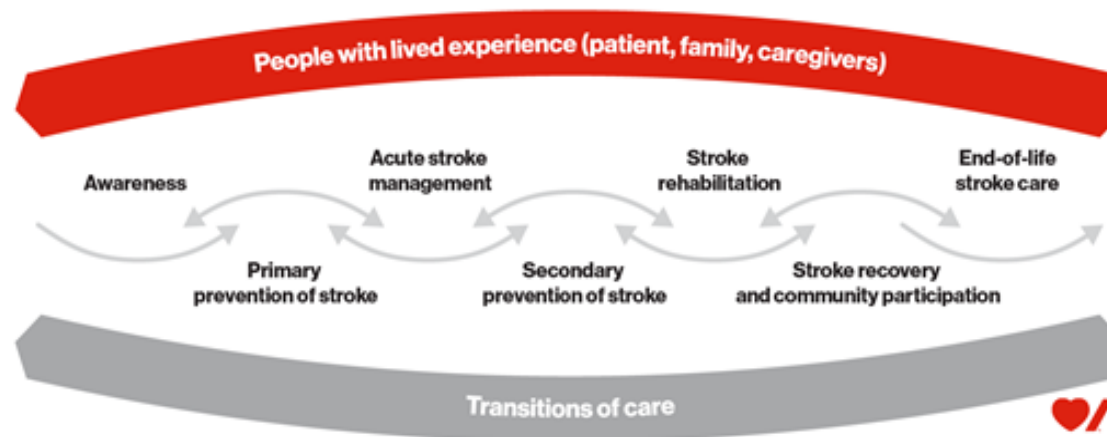 People with lived experience (patient, family, caregivers)
Awareness
Acute stroke
management
Stroke
rehabilitation
End-of-life
stroke care
Primary
prevention of stroke
Secondary
prevention of stroke
Stroke recovery
and community participation
Transitions of care